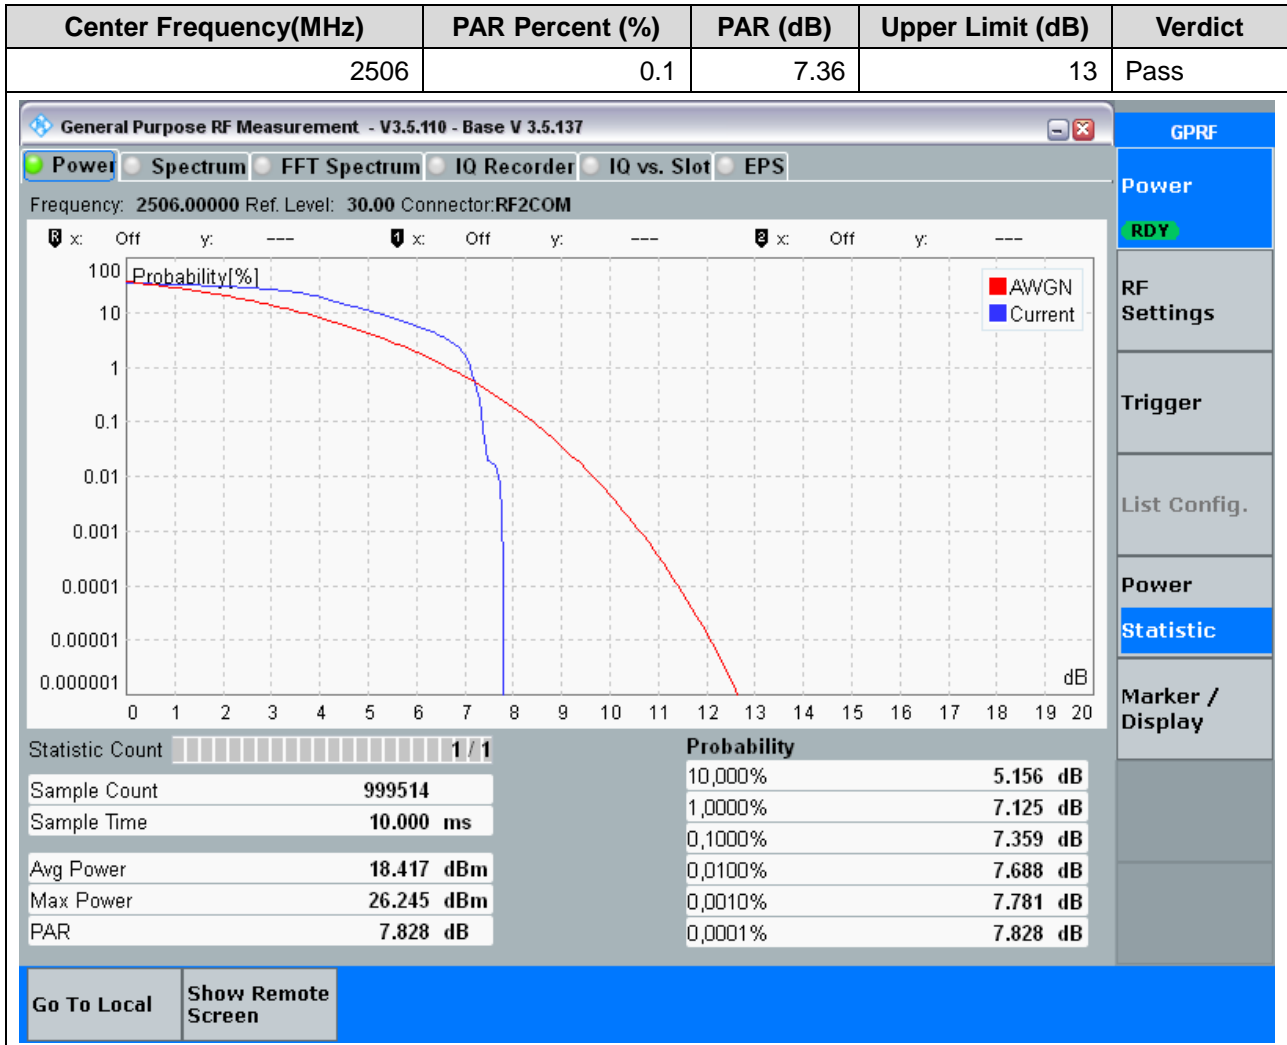 Center Frequency(MHz) PAR Percent (%) PAR (dB) Upper Limit (dB) Verdict
2506 0.1 7.36 13 Pass
General Purpose RF Measurement - V3.5.110 - Base V 3.5.137
GPRF
Power Spectrum FFT Spectrum IQ Recorder IQ vs. Slot EPS
Frequency: 2506.00000 Ref. Level: 30.00 Connector:RF2COM
R x: Off y: --- 1 x: Off y: --- 2 x: Off y: ---
Probability[%]
AWGN
Current
100
10
1
0.1
0.01
0.001
0.0001
0.00001
0.000001
dB
0 1 2 3 4 5 6 7 8 9 10 11 12 13 14 15 16 17 18 19 20
Statistic Count 1 / 1
Sample Count 999514
Sample Time 10.000 ms
Avg Power 18.417 dBm
Max Power 26.245 dBm
PAR 7.828 dB
Probability
10,000% 5.156 dB
1,0000% 7.125 dB
0,1000% 7.359 dB
0,0100% 7.688 dB
0,0010% 7.781 dB
0,0001% 7.828 dB
Power
RDY
RF
Settings
Trigger
List Config.
Power
Statistic
Marker /
Display
Go To Local
Show Remote
Screen